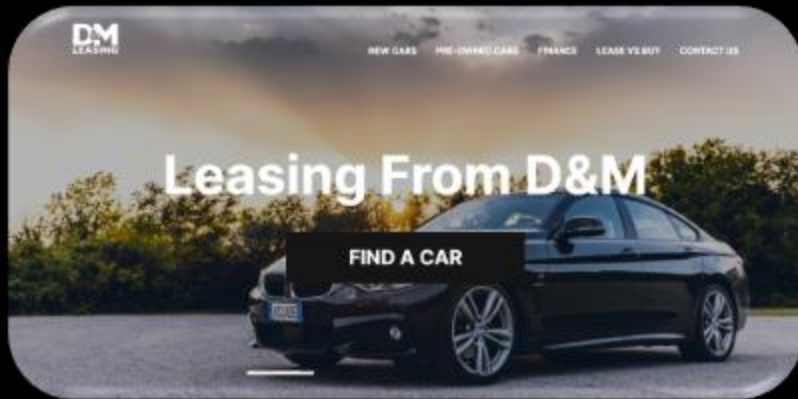 D&M
LEASING
NEW CARS PRE-OWNED CARS FINANCE LEASE VS BUY CONTACT US
Leasing From D&M
FIND A CAR